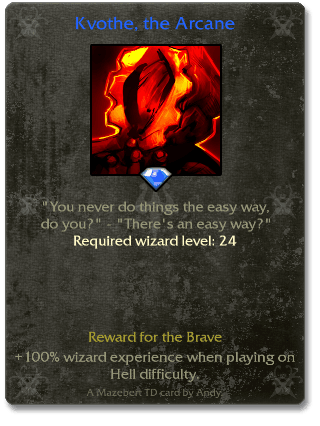 Kvothe, the Arcane
"You never do things the easy way,
do you?" - "There's an easy way?"
Required wizard level: 24
Reward for the Brave
+100% wizard experience when playing on
Hell difficulty.
A Mazebert TD card by Andy